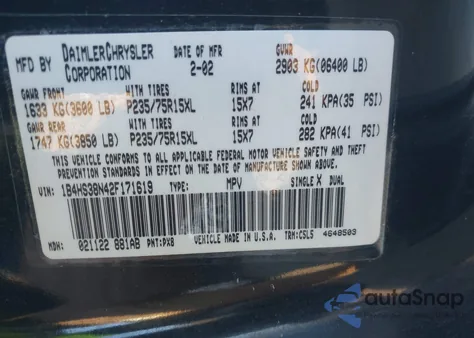 MFD BY DAIMLERCHRYSLER CORPORATION DATE OF MFR 2-02 GVWR 2903 KG(06400 LB)
GAWR FRONT WITH TIRES RIMS AT COLD
1633 KG(3600 LB) P235/75R15XL 15X7 241 KPA(35 PSI)
GAWR REAR WITH TIRES RIMS AT COLD
1747 KG(3850 LB) P235/75R15XL 15X7 282 KPA(41 PSI)
THIS VEHICLE CONFORMS TO ALL APPLICABLE FEDERAL MOTOR VEHICLE SAFETY AND
THEFT PREVENTION STANDARDS IN EFFECT ON THE DATE OF MANUFACTURE SHOWN ABOVE.
VIN: 1B4HS38N42F171619 TYPE: MPV SINGLE X DUAL
MDH: 021122 881AB PNT:PX8 VEHICLE MADE IN U.S.A. TRM:CSL5 4648503
autoSnap